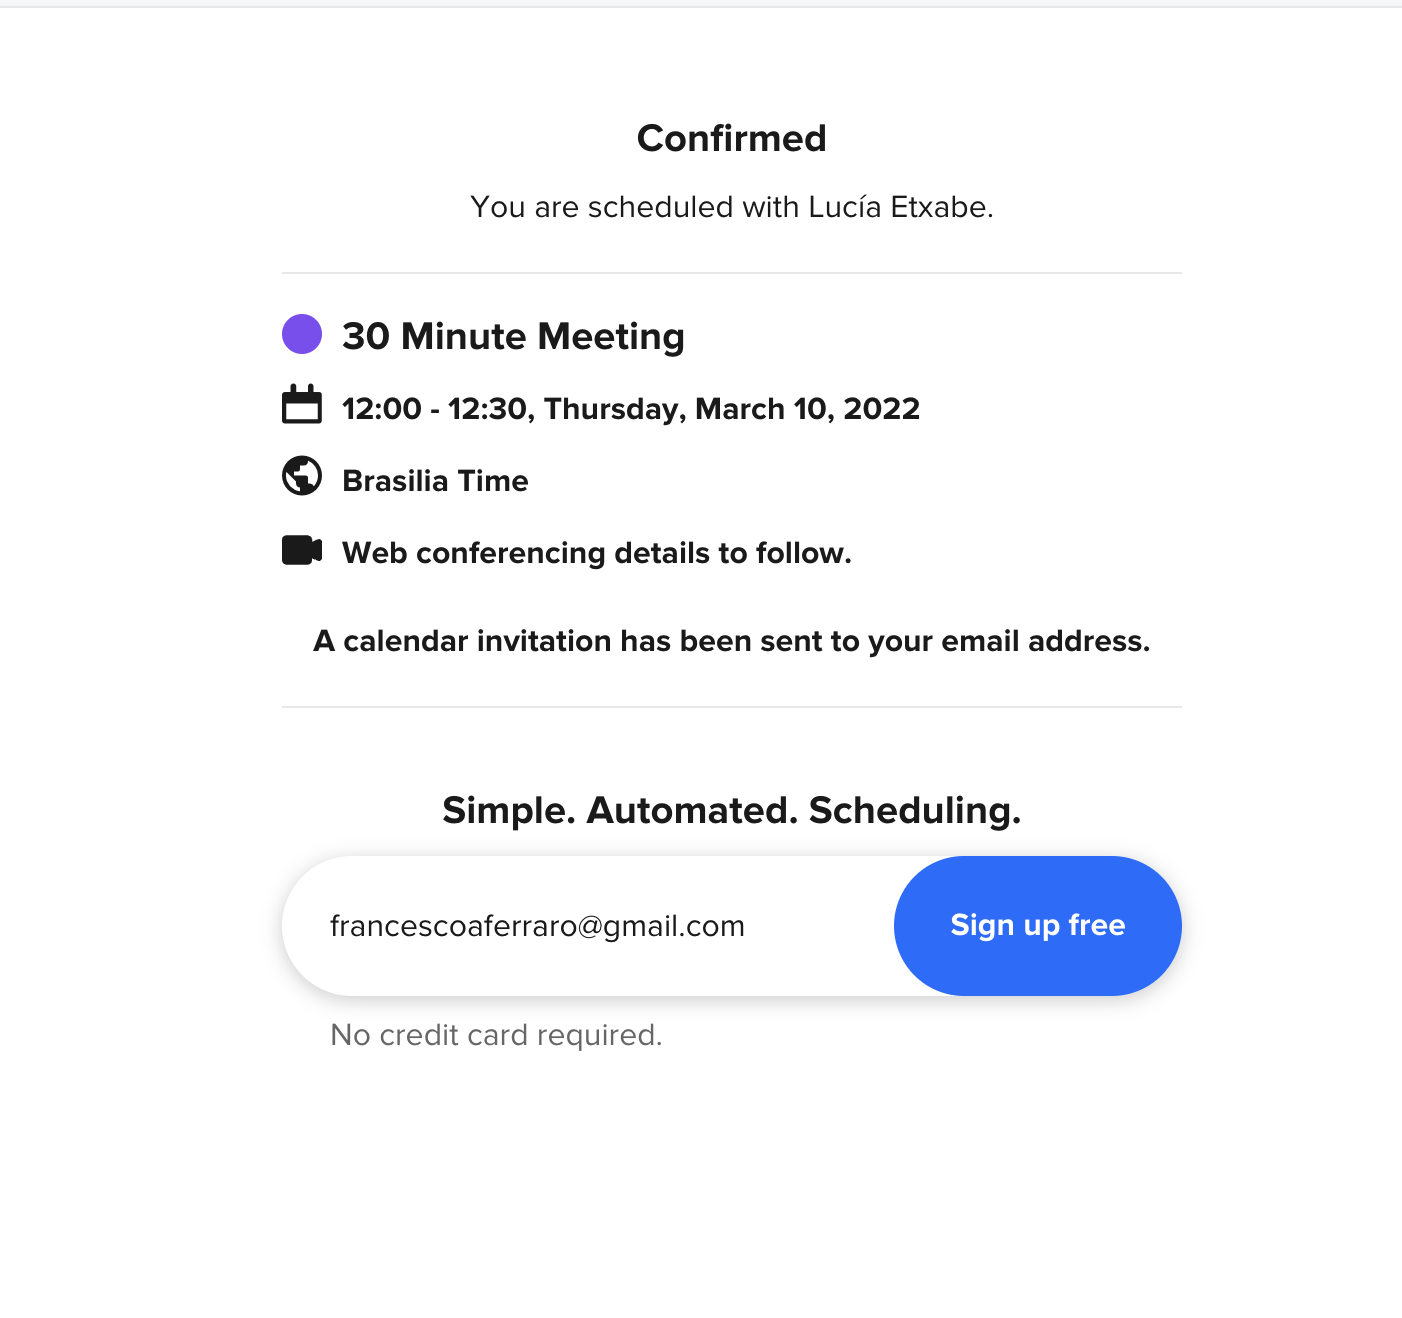 Confirmed
You are scheduled with Lucía Etxabe.
30 Minute Meeting
12:00 - 12:30, Thursday, March 10, 2022
Brasilia Time
Web conferencing details to follow.
A calendar invitation has been sent to your email address.
Simple. Automated. Scheduling.
francescoaferraro@gmail.com
Sign up free
No credit card required.